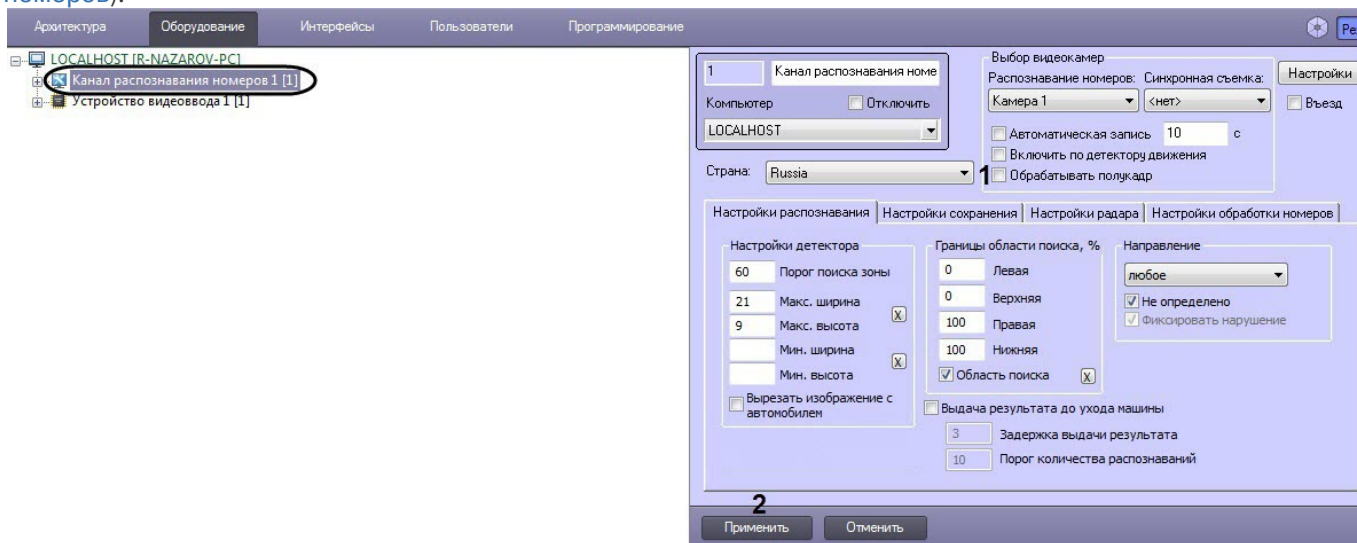 номеров).
Архитектура Оборудование Интерфейсы Пользователи Программирование
LOCALHOST [R-NAZAROV-PC]
Канал распознавания номеров 1 [1]
Устройство видеоввода 1 [1]
1 Канал распознавания номе
Компьютер Отключить
LOCALHOST
Страна: Russia
Выбор видеокамер
Распознавание номеров: Синхронная съемка:
Камера 1 <нет>
Автоматическая запись 10 с
Включить по детектору движения
1 Обрабатывать полукадр
Настройки
Въезд
Настройки распознавания Настройки сохранения Настройки радара Настройки обработки номеров
Настройки детектора
60 Порог поиска зоны
21 Макс. ширина
9 Макс. высота
X
Мин. ширина
Мин. высота
X
Вырезать изображение с
автомобилем
Границы области поиска, %
0 Левая
0 Верхняя
100 Правая
100 Нижняя
Область поиска X
Направление
любое
Не определено
Фиксировать нарушение
Выдача результата до ухода машины
3 Задержка выдачи результата
10 Порог количества распознаваний
2
Применить Отменить